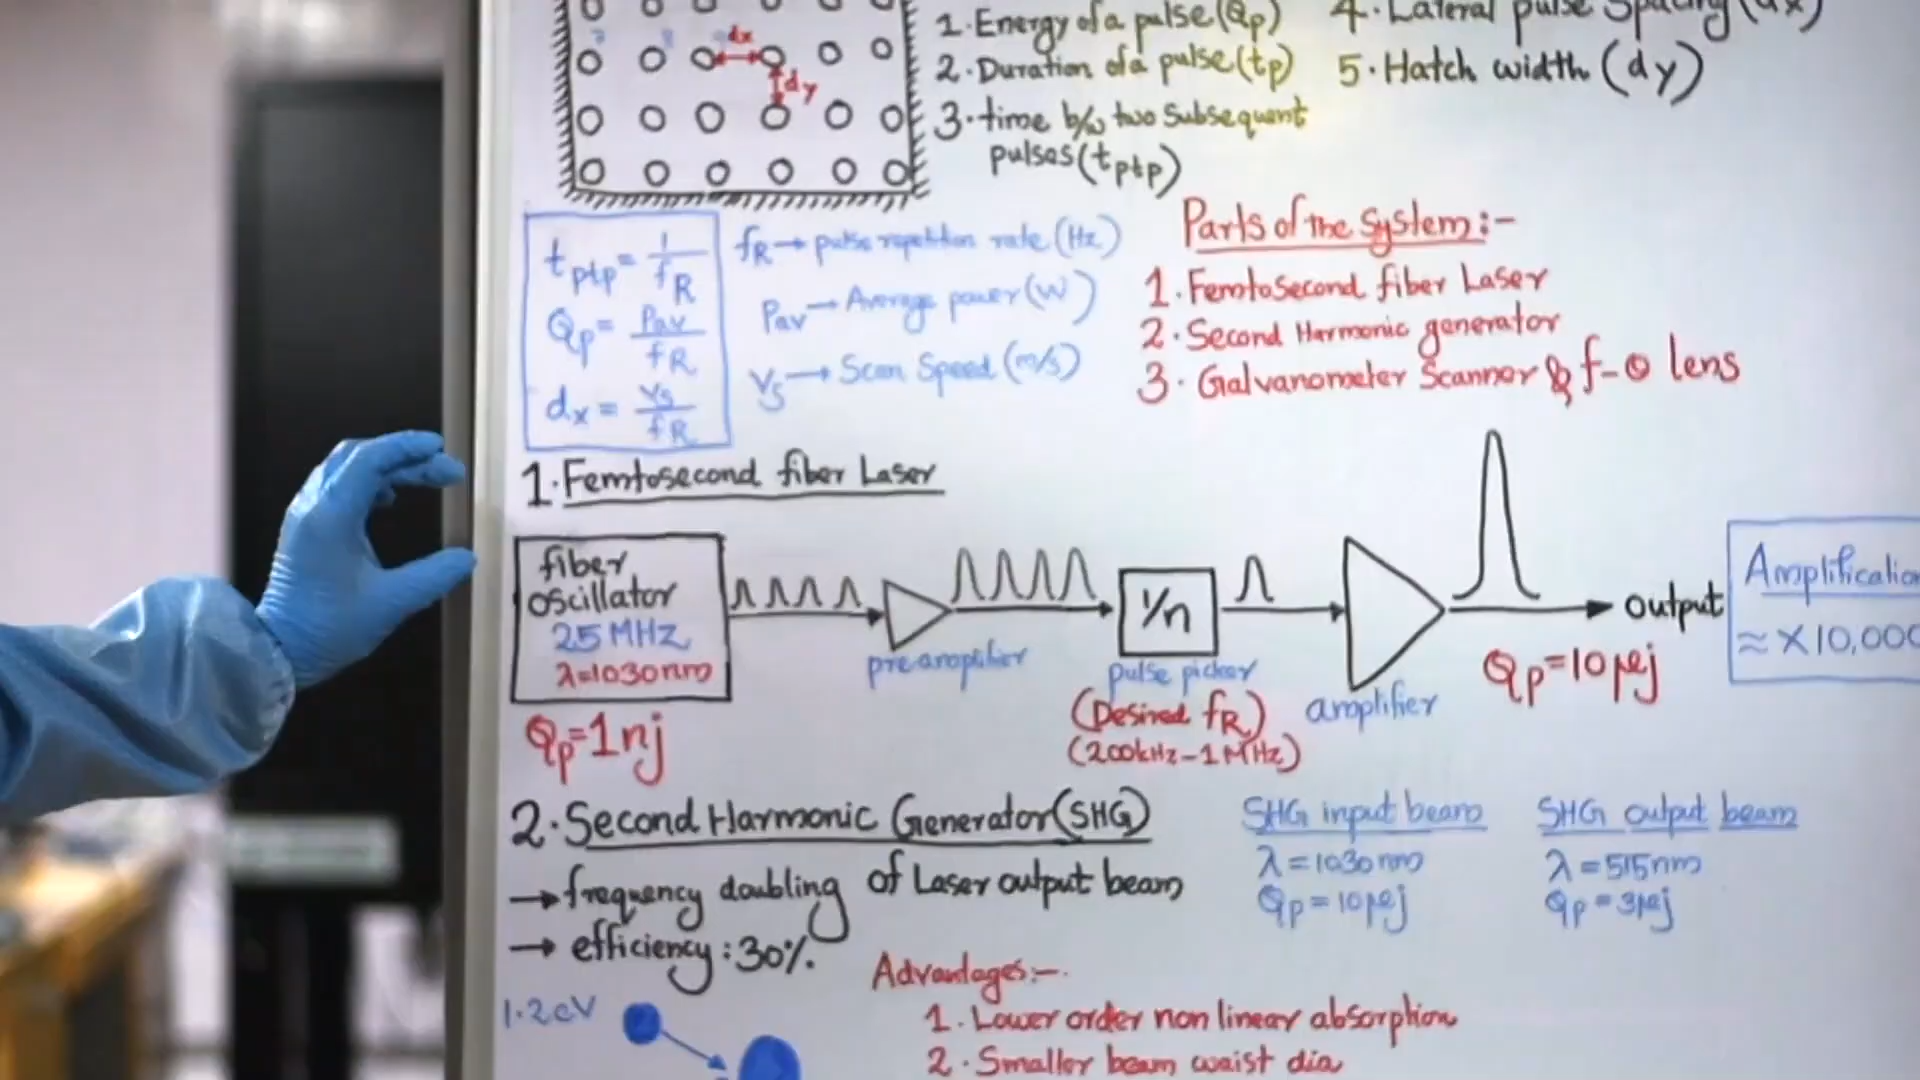 dx
dy
1. Energy of a pulse (Qp)
2. Duration of a pulse (tp)
3. time b/w two Subsequent
pulses (tptp)
4. Lateral pulse Spacing (dx)
5. Hatch width (dy)
tptp = 1/fR
Qp = Pav/fR
dx = Vs/fR
fR → pulse repetition rate (Hz)
Pav → Average power (W)
Vs → Scan Speed (m/s)
Parts of the System :-
1. Femtosecond fiber Laser
2. Second Harmonic generator
3. Galvanometer Scanner & f-θ lens
1. Femtosecond fiber Laser
fiber
oscillator
25 MHz
λ=1030nm
Qp=1nj
preamplifier
1/n
pulse picker
(Desired fR)
(200kHz-1MHz)
amplifier
output
Qp=10µj
≈ ×10,000
2. Second Harmonic Generator (SHG)
→ frequency doubling of Laser output beam
→ efficiency : 30%.
SHG input beam
λ = 1030nm
Qp = 10µj
SHG output beam
λ = 515nm
Qp = 3µj
1.2eV
Advantages :-
1. Lower order non linear absorption
2. Smaller beam waist dia